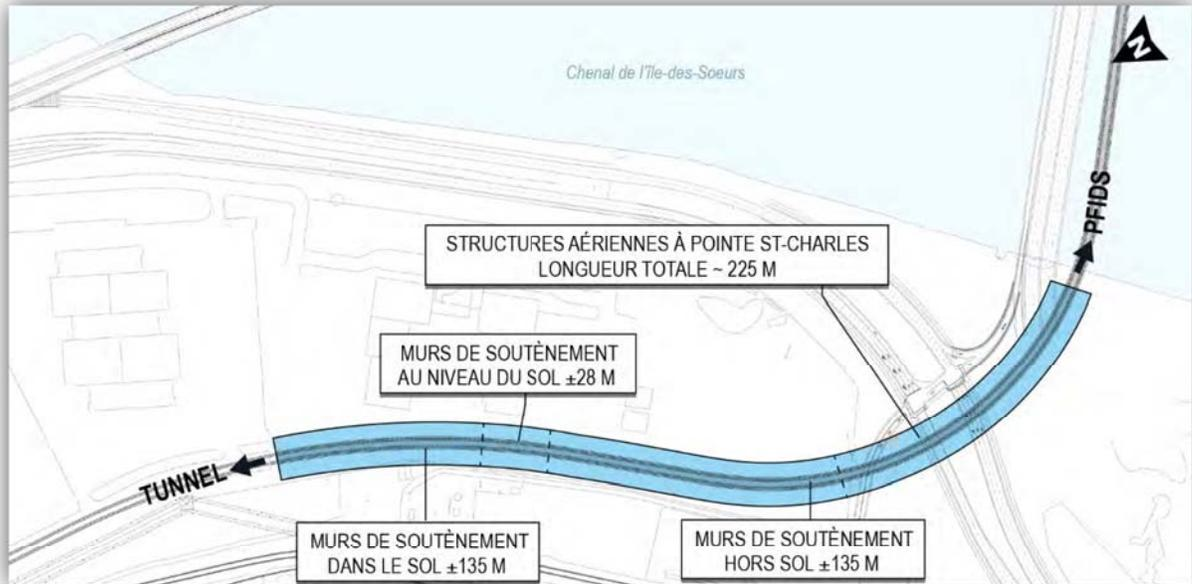 Chenal de l'île-des-Soeurs
N
PFIDS
STRUCTURES AÉRIENNES À POINTE ST-CHARLES
LONGUEUR TOTALE ~ 225 M
MURS DE SOUTÈNEMENT
AU NIVEAU DU SOL ±28 M
TUNNEL
MURS DE SOUTÈNEMENT
DANS LE SOL ±135 M
MURS DE SOUTÈNEMENT
HORS SOL ±135 M